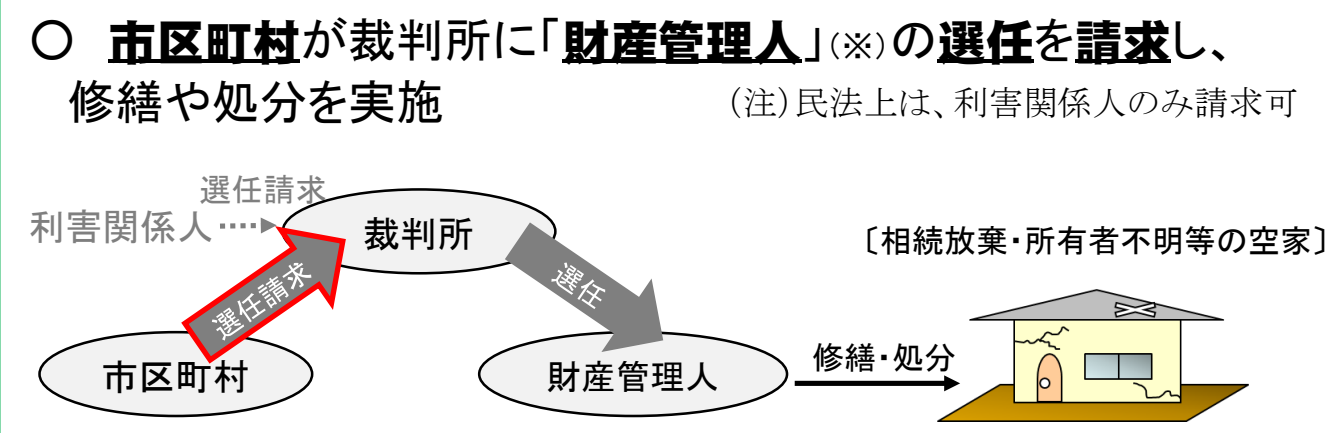 〇 市区町村が裁判所に「財産管理人」(※)の選任を請求し、
修繕や処分を実施
(注)民法上は、利害関係人のみ請求可
選任請求
利害関係人
裁判所
〔相続放棄・所有者不明等の空家〕
選任請求
選任
市区町村
財産管理人
修繕・処分